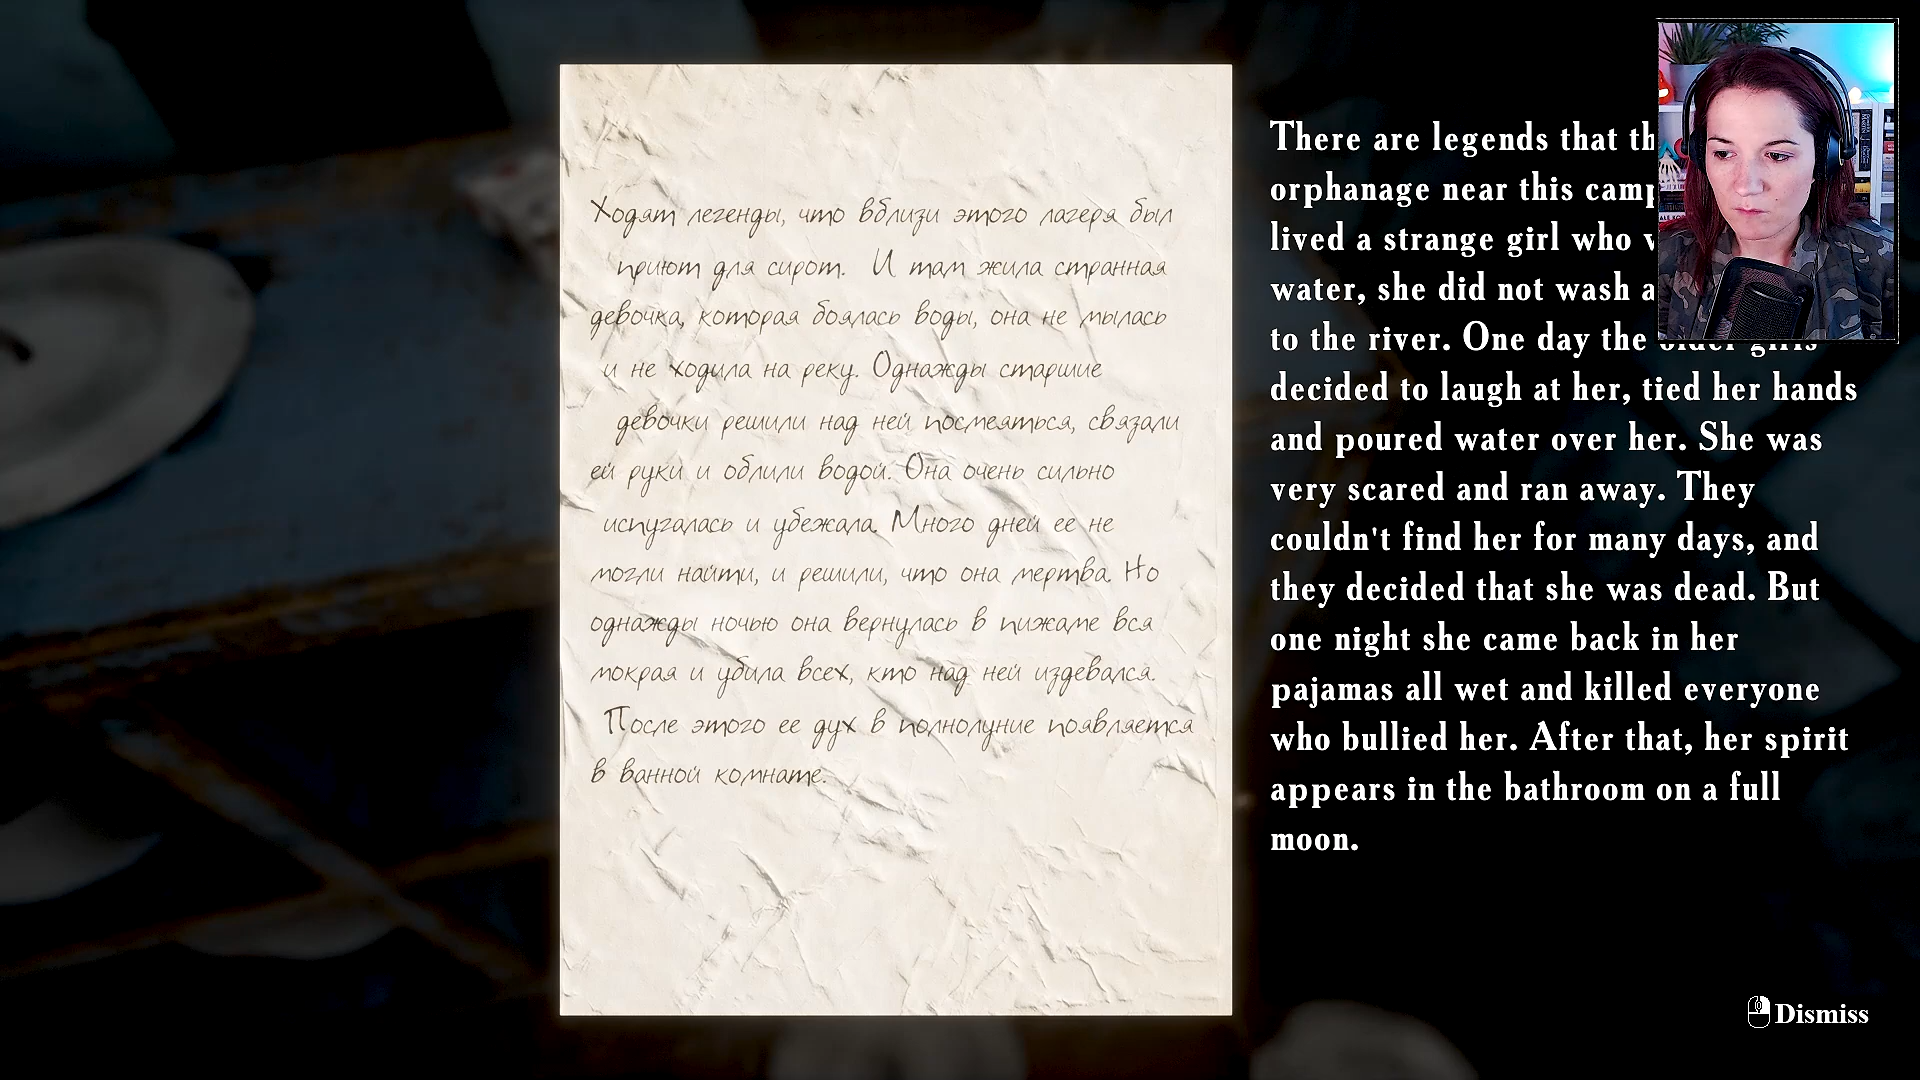 Ходят легенды, что вблизи этого лагеря был
приют для сирот. И там жила странная
девочка, которая боялась воды, она не мылась
и не ходила на реку. Однажды старшие
девочки решили над ней посмеяться, связали
ей руки и облили водой. Она очень сильно
испугалась и убежала. Много дней ее не
могли найти, и решили, что она мертва. Но
однажды ночью она вернулась в пижаме вся
мокрая и убила всех, кто над ней издевался.
После этого ее дух в полнолуние появляется
в ванной комнате.
There are legends that
orphanage near this
lived a strange girl who
water, she did not wash
to the river. One day the older girls
decided to laugh at her, tied her hands
and poured water over her. She was
very scared and ran away. They
couldn't find her for many days, and
they decided that she was dead. But
one night she came back in her
pajamas all wet and killed everyone
who bullied her. After that, her spirit
appears in the bathroom on a full
moon.
Dismiss